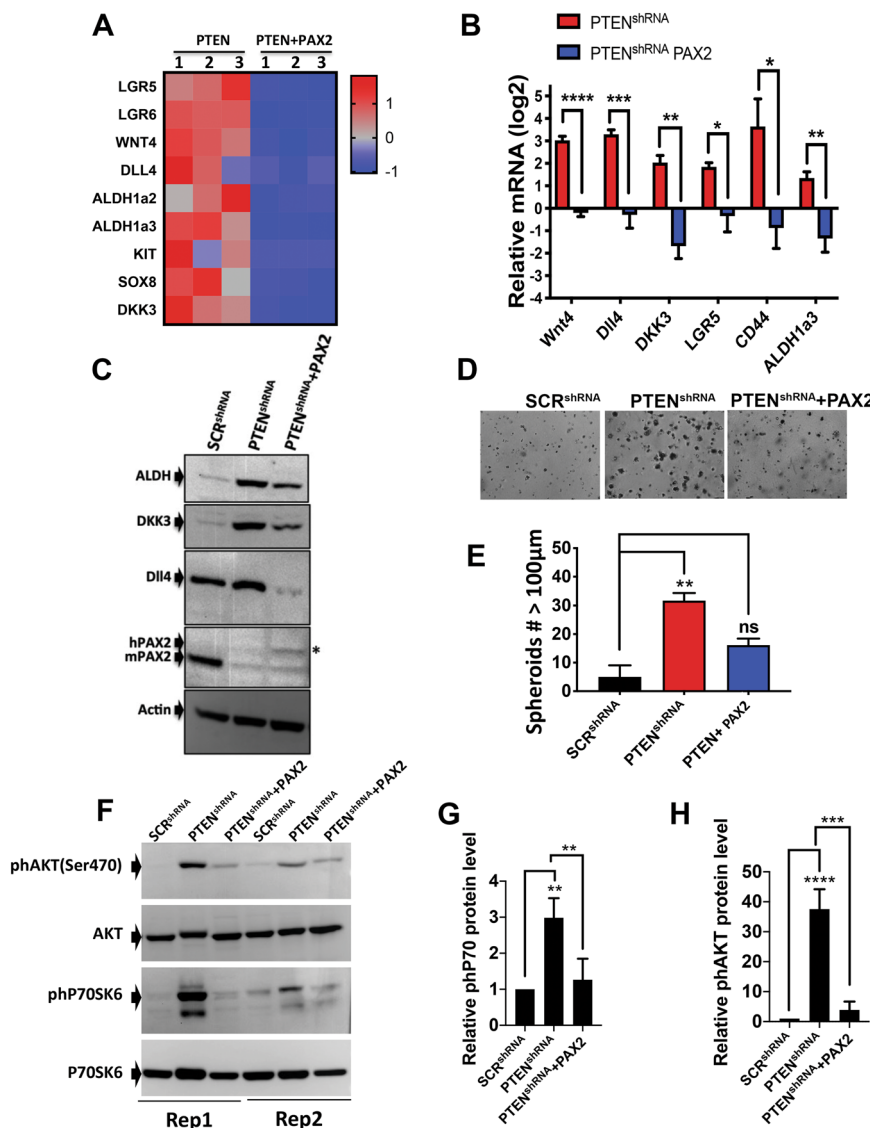 A
PTEN PTEN+PAX2
1 2 3 1 2 3
LGR5
LGR6
WNT4
DLL4
ALDH1a2
ALDH1a3
KIT
SOX8
DKK3
1
0
-1
B
PTENshRNA
PTENshRNA PAX2
Relative mRNA (log2)
5
4
3
2
1
0
-1
-2
-3
-4
**** *** ** * * **
Wnt4 Dll4 DKK3 LGR5 CD44 ALDH1a3
C
SCRshRNA PTENshRNA PTENshRNA+PAX2
ALDH
DKK3
Dll4
hPAX2 *
mPAX2
Actin
D
SCRshRNA PTENshRNA PTENshRNA+PAX2
E
Spheroids # > 100µm
50
40
30
20
10
0
** ns
SCRshRNA PTENshRNA PTEN+ PAX2
F
SCRshRNA PTENshRNA PTENshRNA+PAX2 SCRshRNA PTENshRNA PTENshRNA+PAX2
phAKT(Ser470)
AKT
phP70SK6
P70SK6
Rep1 Rep2
G
Relative phP70 protein level
4
3
2
1
0
** **
SCRshRNA PTENshRNA PTENshRNA+PAX2
H
Relative phAKT protein level
50
40
30
20
10
0
**** ***
SCRshRNA PTENshRNA PTENshRNA+PAX2